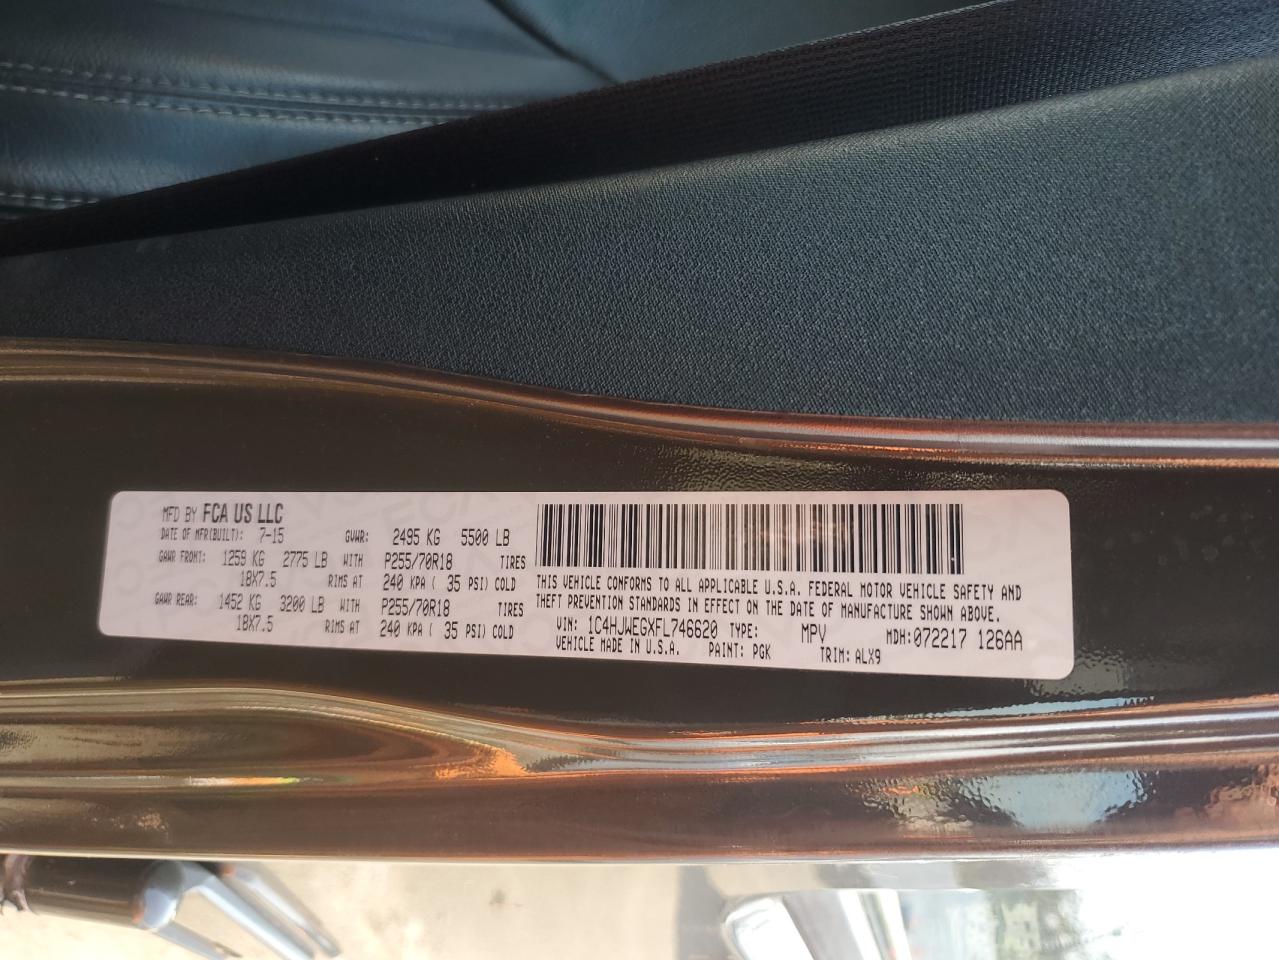 MFD BY FCA US LLC
DATE OF MFR(BUILT): 7-15 GVWR: 2495 KG 5500 LB
GAWR FRONT: 1259 KG 2775 LB WITH P255/70R18 TIRES
18X7.5 RIMS AT 240 KPA ( 35 PSI) COLD
GAWR REAR: 1452 KG 3200 LB WITH P255/70R18 TIRES
18X7.5 RIMS AT 240 KPA ( 35 PSI) COLD
THIS VEHICLE CONFORMS TO ALL APPLICABLE U.S.A. FEDERAL MOTOR VEHICLE SAFETY AND
THEFT PREVENTION STANDARDS IN EFFECT ON THE DATE OF MANUFACTURE SHOWN ABOVE.
VIN: 1C4HJWEGXFL746620 TYPE: MPV MDH: 072217 126AA
VEHICLE MADE IN U.S.A. PAINT: PGK TRIM: ALX9